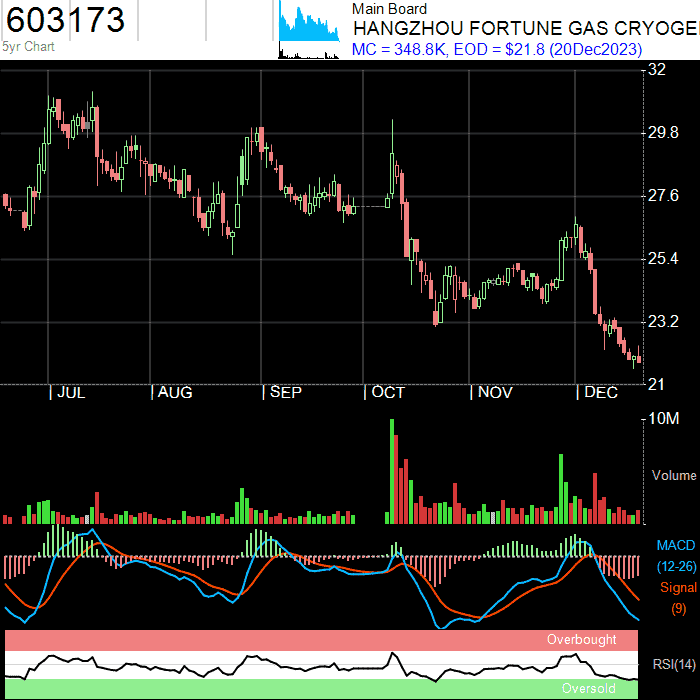 603173
5yr Chart
Main Board
HANGZHOU FORTUNE GAS CRYOGE
MC = 348.8K, EOD = $21.8 (20Dec2023)
32
29.8
27.6
25.4
23.2
21
| JUL | AUG | SEP | OCT | NOV | DEC
10M
Volume
MACD
(12-26)
Signal
(9)
Overbought
RSI(14)
Oversold